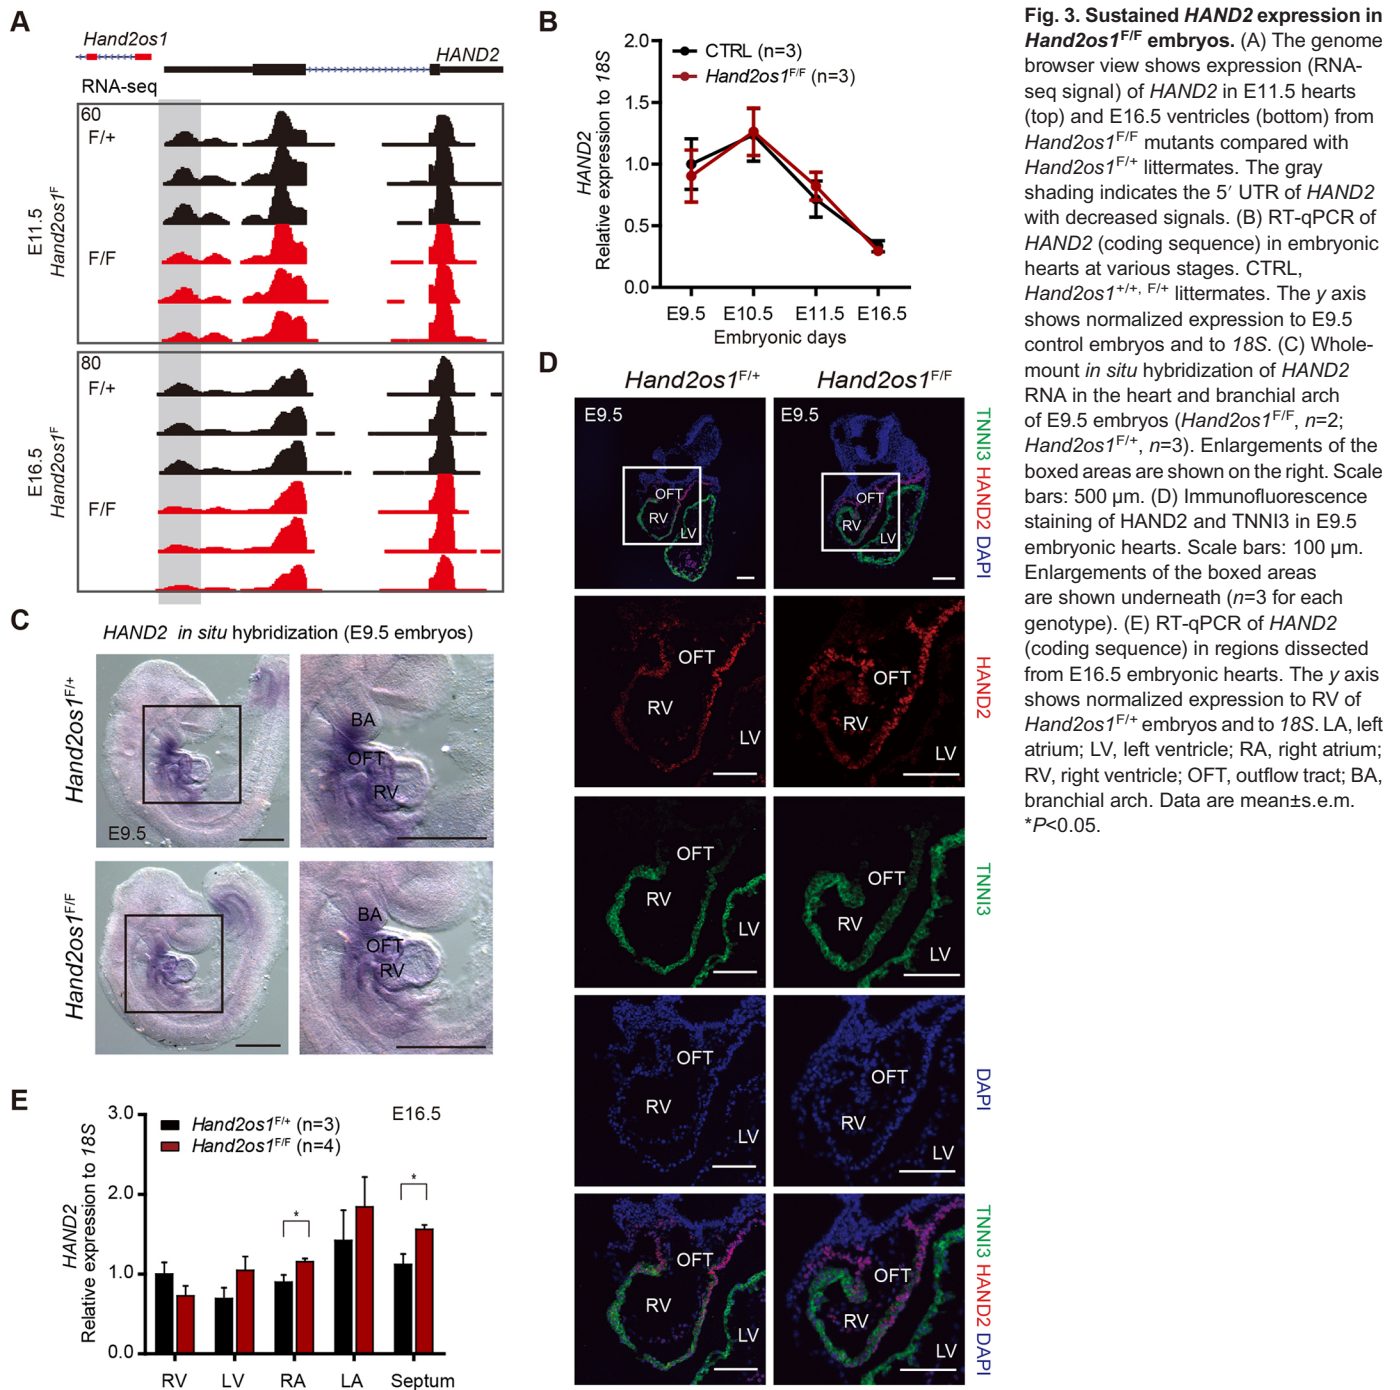 A
Hand2os1
HAND2
RNA-seq
60
F/+
F/F
E11.5
Hand2os1F
80
F/+
F/F
E16.5
Hand2os1F
B
2.0
1.5
1.0
0.5
0.0
HAND2
Relative expression to 18S
CTRL (n=3)
Hand2os1F/F (n=3)
E9.5 E10.5 E11.5 E16.5
Embryonic days
C
HAND2 in situ hybridization (E9.5 embryos)
Hand2os1F/+
E9.5
BA
OFT
RV
Hand2os1F/F
BA
OFT
RV
D
Hand2os1F/+ Hand2os1F/F
E9.5
OFT
RV
LV
E9.5
OFT
RV
LV
TNNI3 HAND2 DAPI
OFT
RV
LV
OFT
RV
LV
HAND2
OFT
RV
LV
OFT
RV
LV
TNNI3
OFT
RV
LV
OFT
RV
LV
DAPI
OFT
RV
LV
OFT
RV
LV
TNNI3 HAND2 DAPI
E
3.0
2.0
1.0
0.0
HAND2
Relative expression to 18S
Hand2os1F/+ (n=3)
Hand2os1F/F (n=4)
E16.5
*
*
RV LV RA LA Septum
Fig. 3. Sustained HAND2 expression in
Hand2os1F/F embryos. (A) The genome
browser view shows expression (RNA-
seq signal) of HAND2 in E11.5 hearts
(top) and E16.5 ventricles (bottom) from
Hand2os1F/F mutants compared with
Hand2os1F/+ littermates. The gray
shading indicates the 5′ UTR of HAND2
with decreased signals. (B) RT-qPCR of
HAND2 (coding sequence) in embryonic
hearts at various stages. CTRL,
Hand2os1+/+, F/+ littermates. The y axis
shows normalized expression to E9.5
control embryos and to 18S. (C) Whole-
mount in situ hybridization of HAND2
RNA in the heart and branchial arch
of E9.5 embryos (Hand2os1F/F, n=2;
Hand2os1F/+, n=3). Enlargements of the
boxed areas are shown on the right. Scale
bars: 500 µm. (D) Immunofluorescence
staining of HAND2 and TNNI3 in E9.5
embryonic hearts. Scale bars: 100 µm.
Enlargements of the boxed areas
are shown underneath (n=3 for each
genotype). (E) RT-qPCR of HAND2
(coding sequence) in regions dissected
from E16.5 embryonic hearts. The y axis
shows normalized expression to RV of
Hand2os1F/+ embryos and to 18S. LA, left
atrium; LV, left ventricle; RA, right atrium;
RV, right ventricle; OFT, outflow tract; BA,
branchial arch. Data are mean±s.e.m.
*P<0.05.